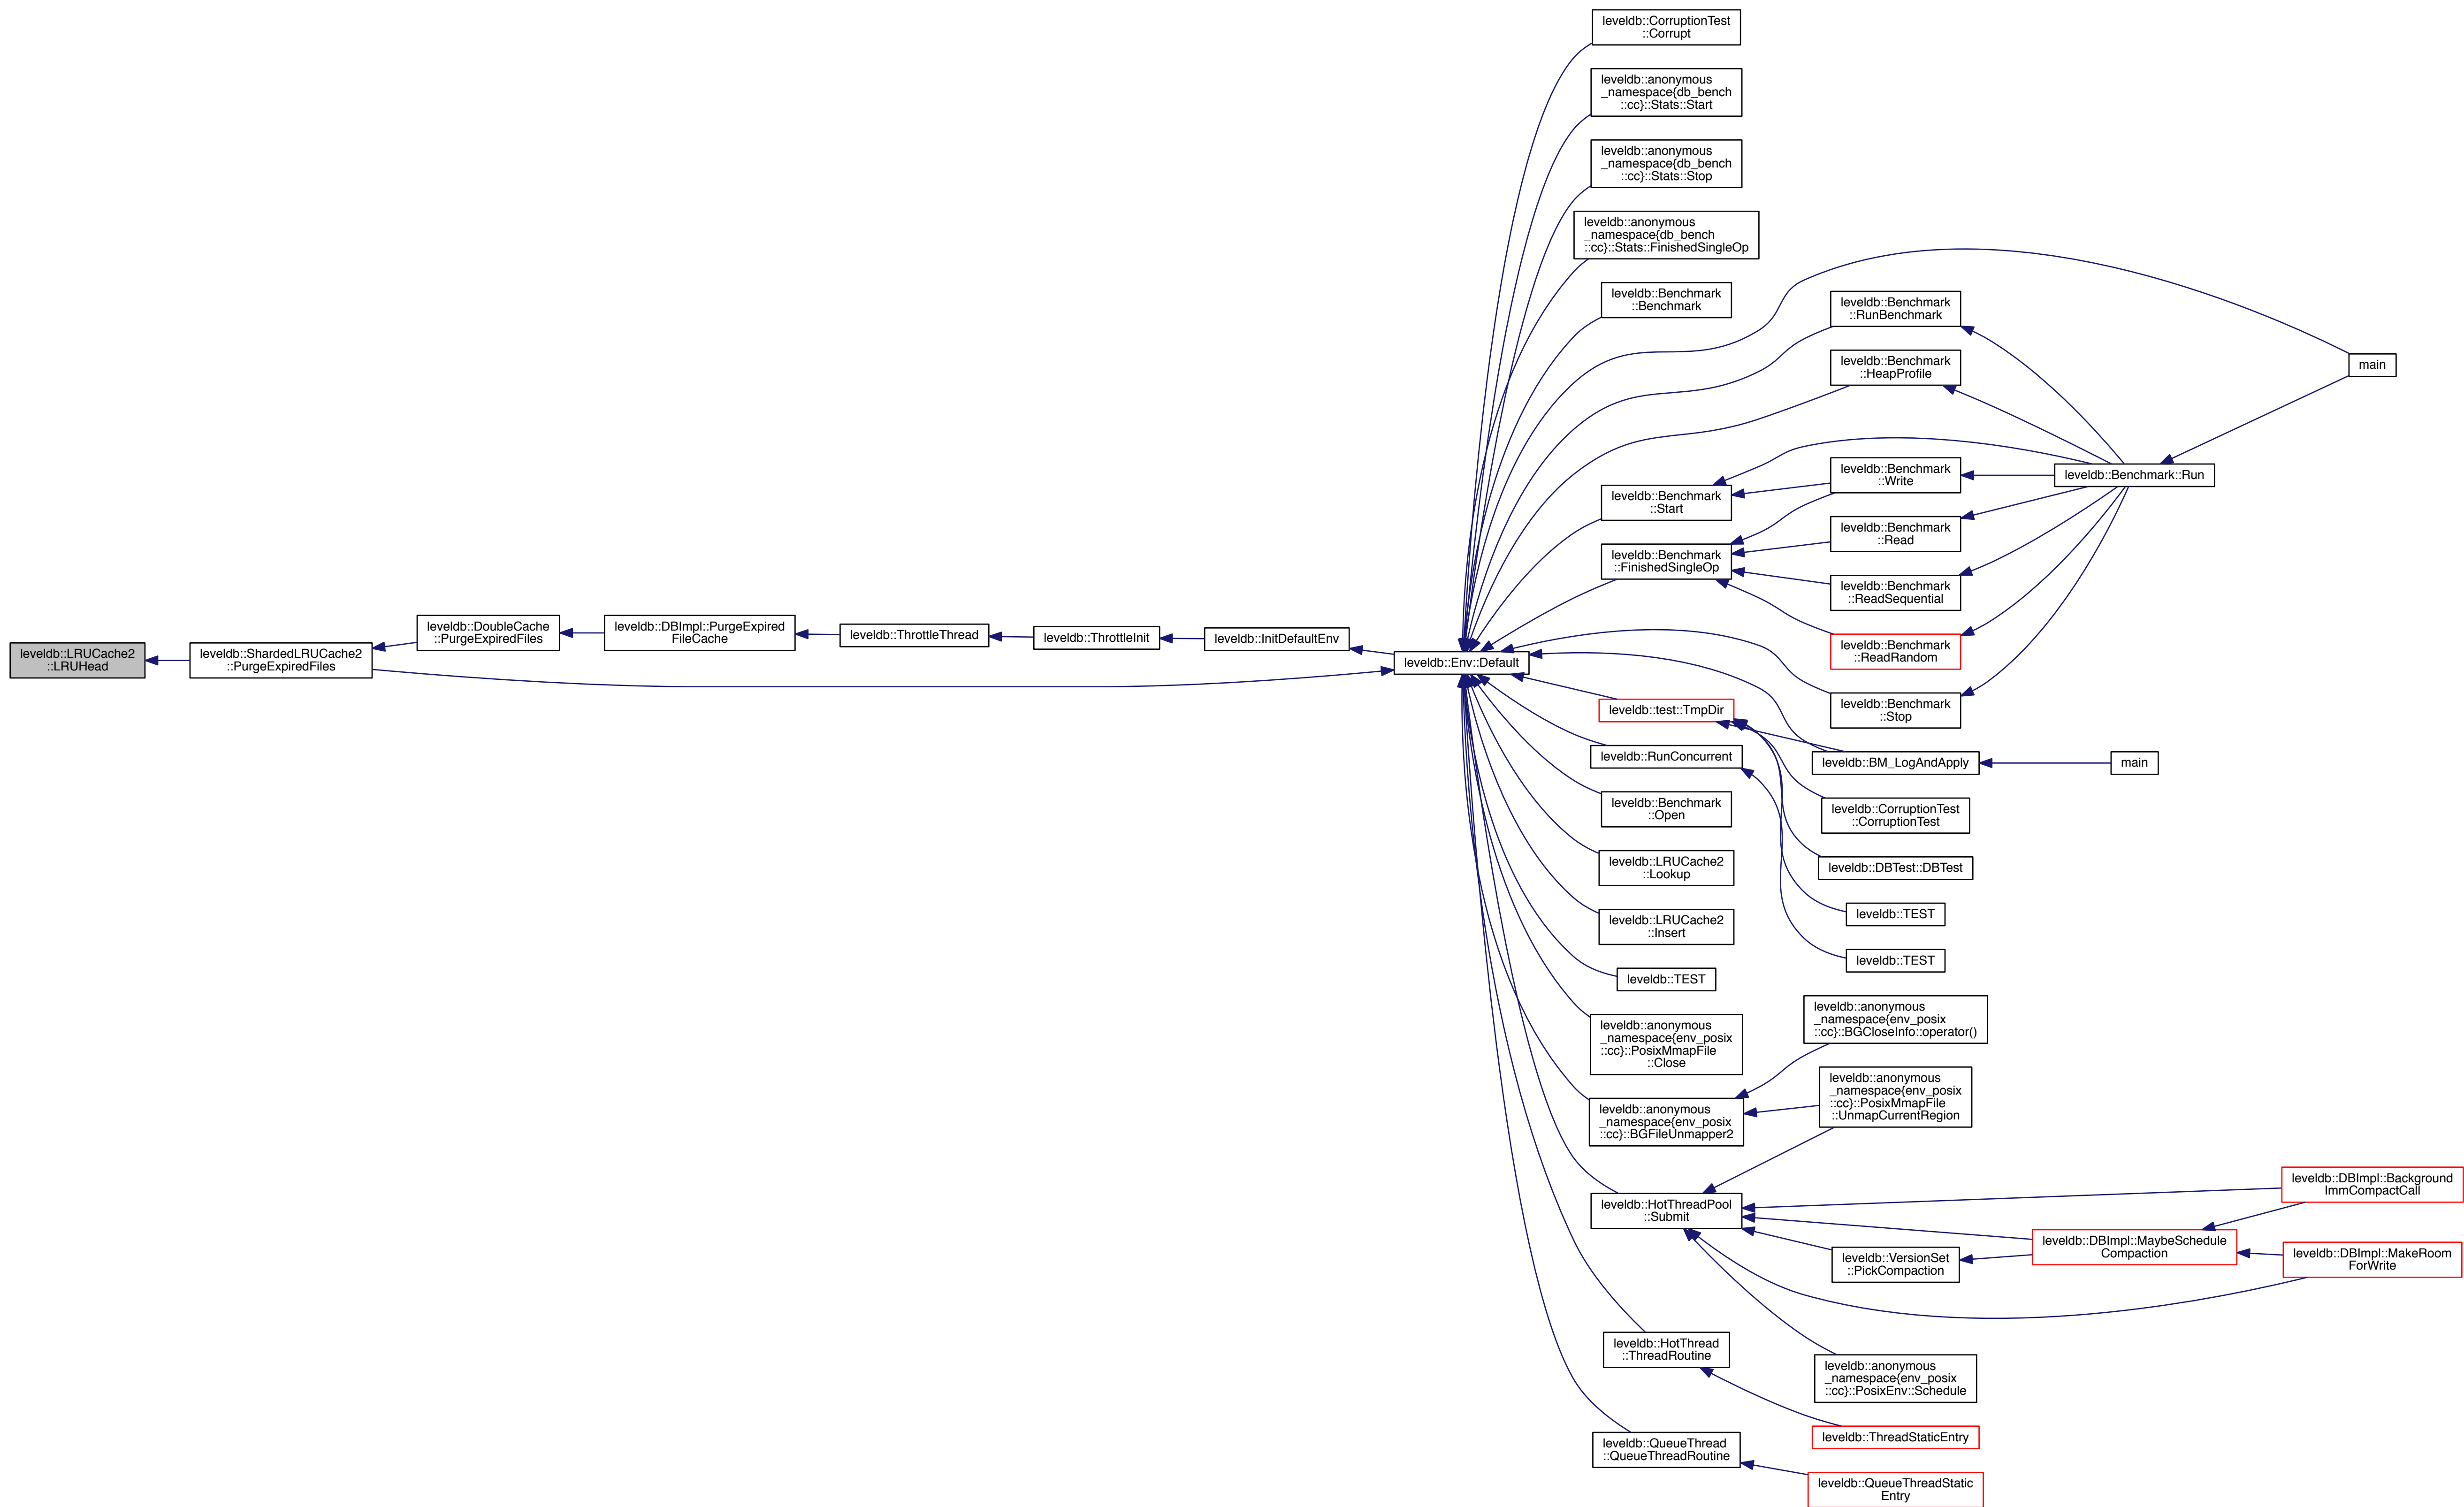 leveldb::LRUCache2
::LRUHead
leveldb::ShardedLRUCache2
::PurgeExpiredFiles
leveldb::DoubleCache
::PurgeExpiredFiles
leveldb::DBImpl::PurgeExpired
FileCache
leveldb::ThrottleThread
leveldb::ThrottleInit
leveldb::InitDefaultEnv
leveldb::Env::Default
leveldb::CorruptionTest
::Corrupt
leveldb::anonymous
_namespace{db_bench
::cc}::Stats::Start
leveldb::anonymous
_namespace{db_bench
::cc}::Stats::Stop
leveldb::anonymous
_namespace{db_bench
::cc}::Stats::FinishedSingleOp
leveldb::Benchmark
::Benchmark
leveldb::Benchmark
::Start
leveldb::Benchmark
::FinishedSingleOp
leveldb::test::TmpDir
leveldb::RunConcurrent
leveldb::Benchmark
::Open
leveldb::LRUCache2
::Lookup
leveldb::LRUCache2
::Insert
leveldb::TEST
leveldb::anonymous
_namespace{env_posix
::cc}::PosixMmapFile
::Close
leveldb::anonymous
_namespace{env_posix
::cc}::BGFileUnmapper2
leveldb::HotThreadPool
::Submit
leveldb::HotThread
::ThreadRoutine
leveldb::QueueThread
::QueueThreadRoutine
leveldb::Benchmark
::RunBenchmark
leveldb::Benchmark
::HeapProfile
leveldb::Benchmark
::Write
leveldb::Benchmark
::Read
leveldb::Benchmark
::ReadSequential
leveldb::Benchmark
::ReadRandom
leveldb::Benchmark
::Stop
leveldb::BM_LogAndApply
leveldb::CorruptionTest
::CorruptionTest
leveldb::DBTest::DBTest
leveldb::TEST
leveldb::TEST
leveldb::anonymous
_namespace{env_posix
::cc}::BGCloseInfo::operator()
leveldb::anonymous
_namespace{env_posix
::cc}::PosixMmapFile
::UnmapCurrentRegion
leveldb::VersionSet
::PickCompaction
leveldb::anonymous
_namespace{env_posix
::cc}::PosixEnv::Schedule
leveldb::ThreadStaticEntry
leveldb::QueueThreadStatic
Entry
leveldb::Benchmark::Run
main
leveldb::DBImpl::MaybeSchedule
Compaction
main
leveldb::DBImpl::Background
ImmCompactCall
leveldb::DBImpl::MakeRoom
ForWrite